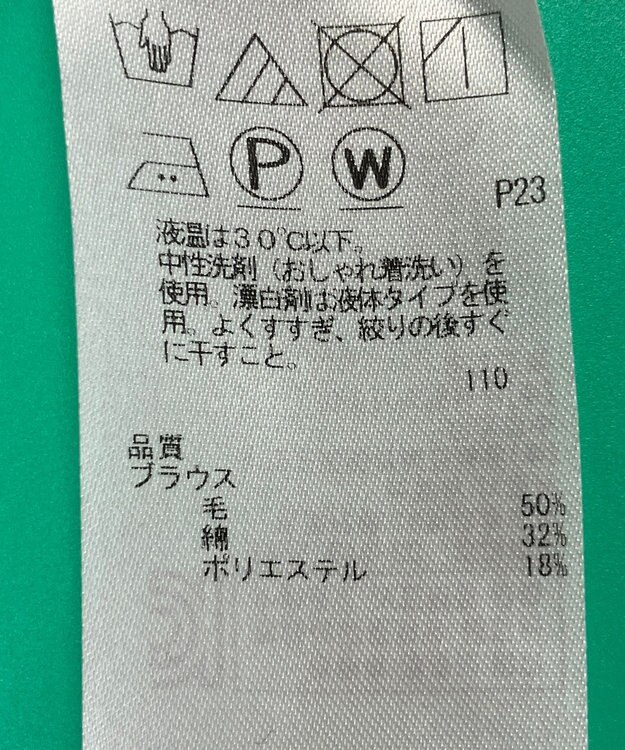 P W
P23
液温は30℃以下。
中性洗剤（おしゃれ着洗い）を
使用。漂白剤は液体タイプを使
用。よくすすぎ、絞りの後すぐ
に干すこと。
110
品質
ブラウス
毛 50%
綿 32%
ポリエステル 18%